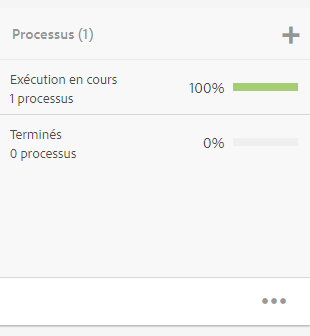 Processus (1)
Exécution en cours
1 processus
100%
Terminés
0 processus
0%